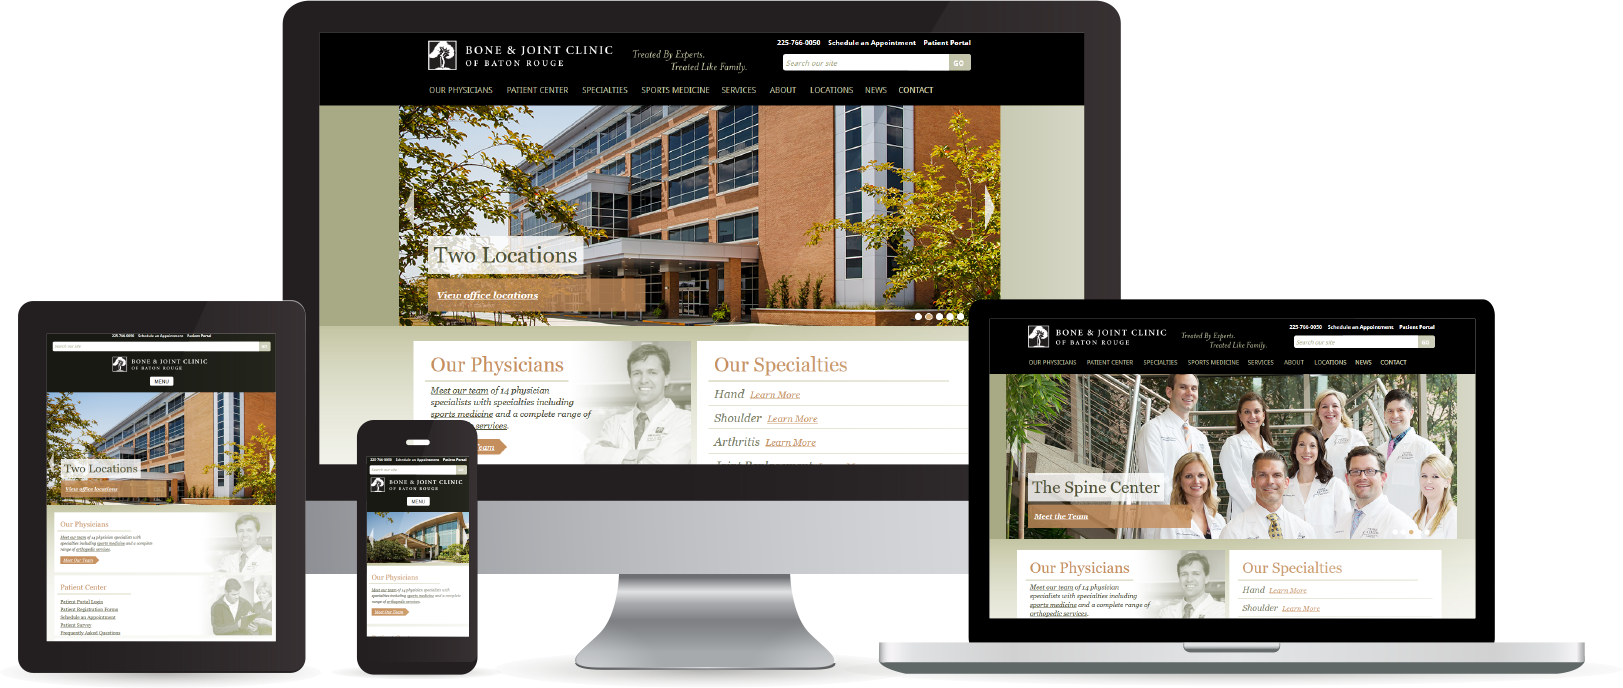 BONE & JOINT CLINIC
OF BATON ROUGE
Treated By Experts.
Treated Like Family.
225-766-0050 Schedule an Appointment Patient Portal
Search our site GO
OUR PHYSICIANS PATIENT CENTER SPECIALTIES SPORTS MEDICINE SERVICES ABOUT LOCATIONS NEWS CONTACT
Two Locations
View office locations
Our Physicians
Meet our team of 14 physician
specialists with specialties including
sports medicine and a complete range of
services.
Team
Our Specialties
Hand Learn More
Shoulder Learn More
Arthritis Learn More
225-766-0050 Schedule an Appointment Patient Portal
Search our site
BONE & JOINT CLINIC
OF BATON ROUGE
MENU
Two Locations
View office locations
Our Physicians
Meet our team of 14 physician specialists with
specialties including sports medicine and a complete
range of orthopedic services.
Meet Our Team
Patient Center
Patient Portal Login
Patient Registration Forms
Schedule an Appointment
Patient Survey
Frequently Asked Questions
225-766-0050 Schedule an Appointment Patient Portal
Search our site
BONE & JOINT CLINIC
OF BATON ROUGE
MENU
Our Physicians
Meet our team of 14 physician specialists with
specialties including sports medicine and a complete
range of orthopedic services.
Meet Our Team
BONE & JOINT CLINIC
OF BATON ROUGE
Treated By Experts.
Treated Like Family.
225-766-0050 Schedule an Appointment Patient Portal
Search our site GO
OUR PHYSICIANS PATIENT CENTER SPECIALTIES SPORTS MEDICINE SERVICES ABOUT LOCATIONS NEWS CONTACT
The Spine Center
Meet the Team
Our Physicians
Meet our team of 14 physician
specialists with specialties including
sports medicine and a complete range of
orthopedic services.
Our Specialties
Hand Learn More
Shoulder Learn More